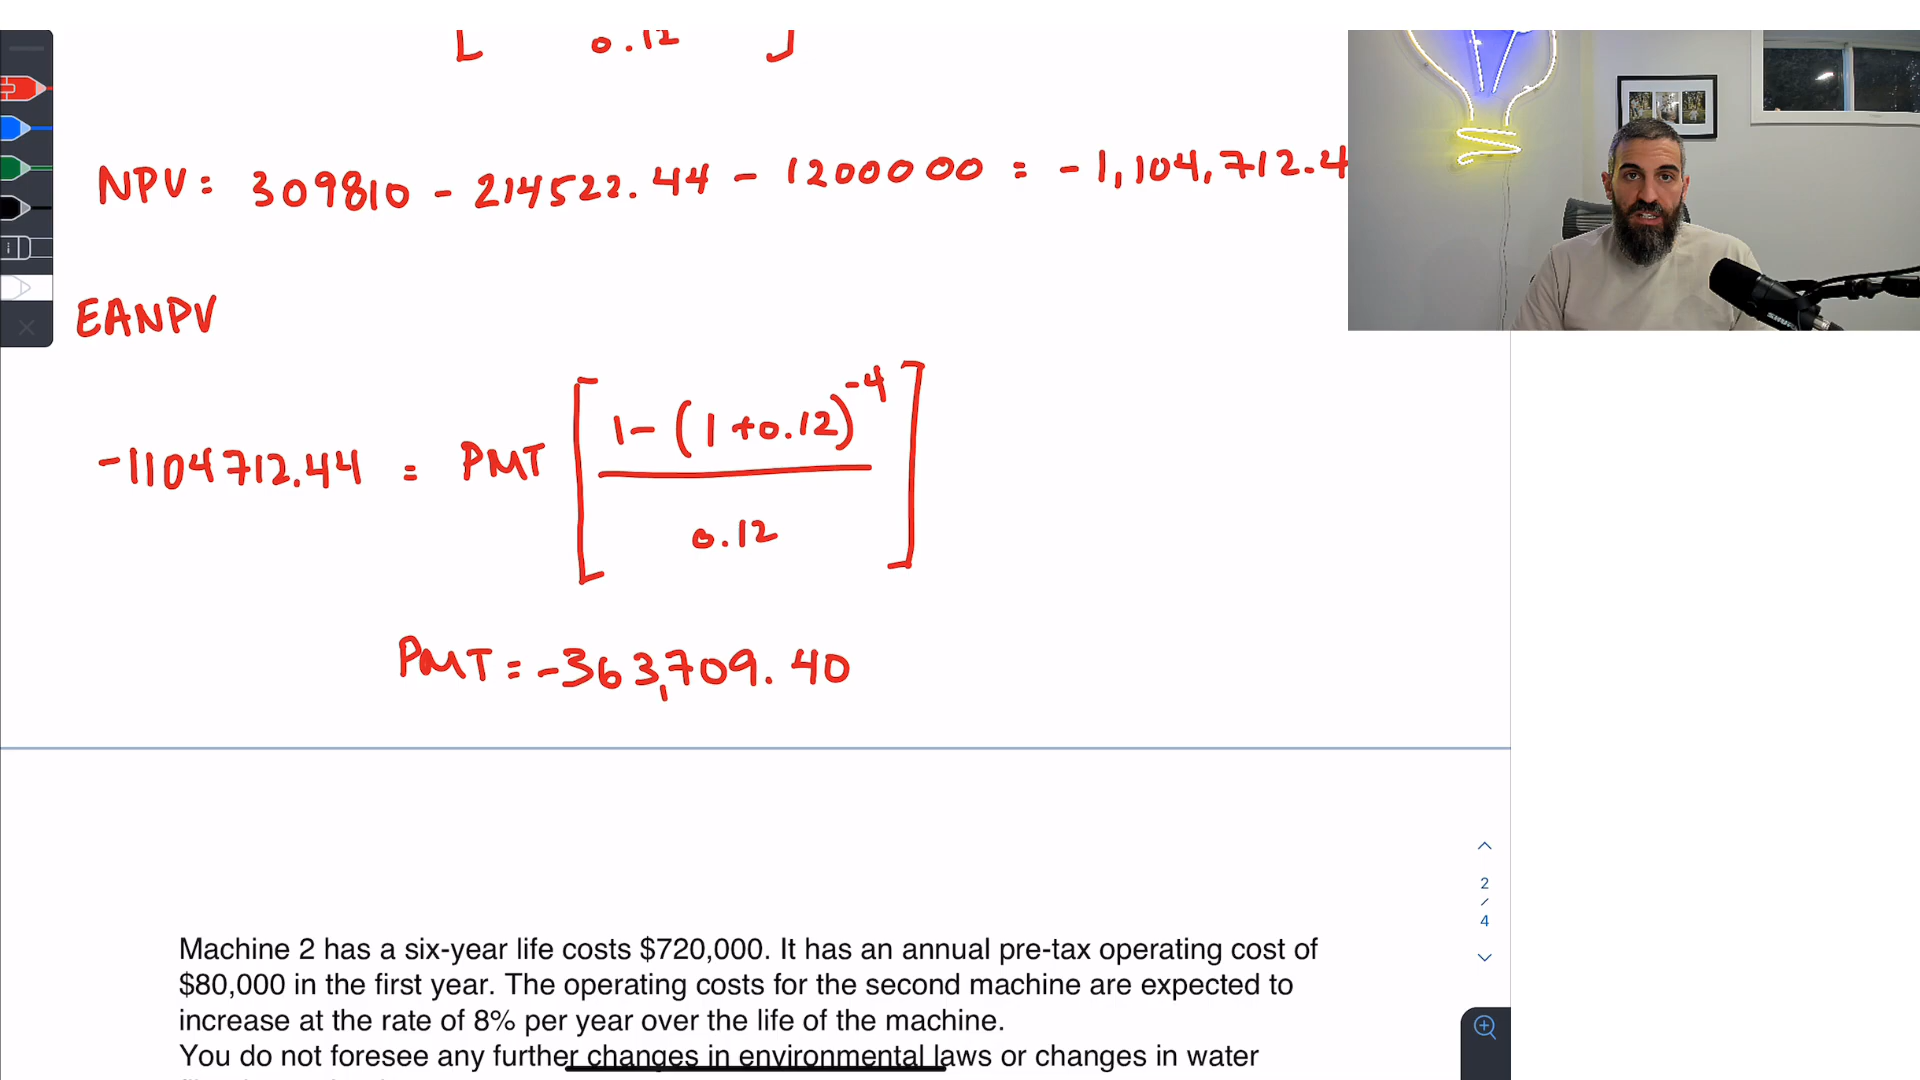 [ 0.12 ]
NPV: 309810 - 214522.44 - 1200000 = -1,104,712.4
EANPV
-1104712.44 = PMT [ 1-(1+0.12)^-4
0.12 ]
PMT = -363,709.40
2
/
4
Machine 2 has a six-year life costs $720,000. It has an annual pre-tax operating cost of
$80,000 in the first year. The operating costs for the second machine are expected to
increase at the rate of 8% per year over the life of the machine.
You do not foresee any further changes in environmental laws or changes in water